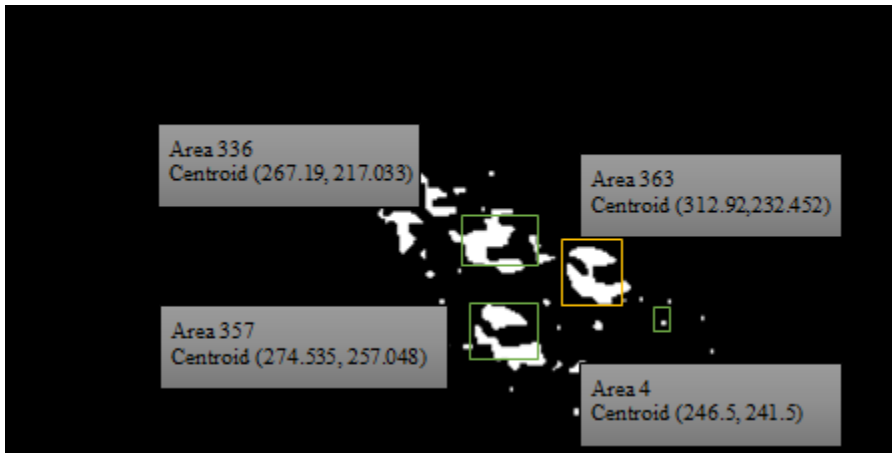 Area 336
Centroid (267.19, 217.033)
Area 363
Centroid (312.92,232.452)
Area 357
Centroid (274.535, 257.048)
Area 4
Centroid (246.5, 241.5)